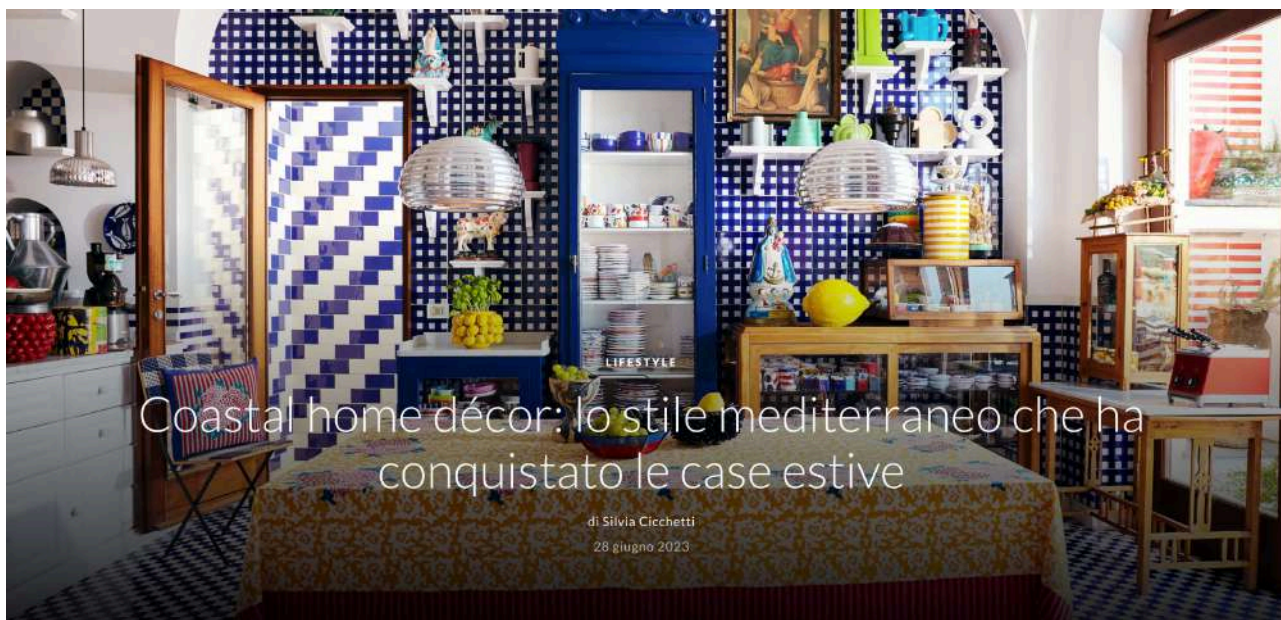 LIFESTYLE
Coastal home décor: lo stile mediterraneo che ha
conquistato le case estive
di Silvia Cicchetti
28 giugno 2023